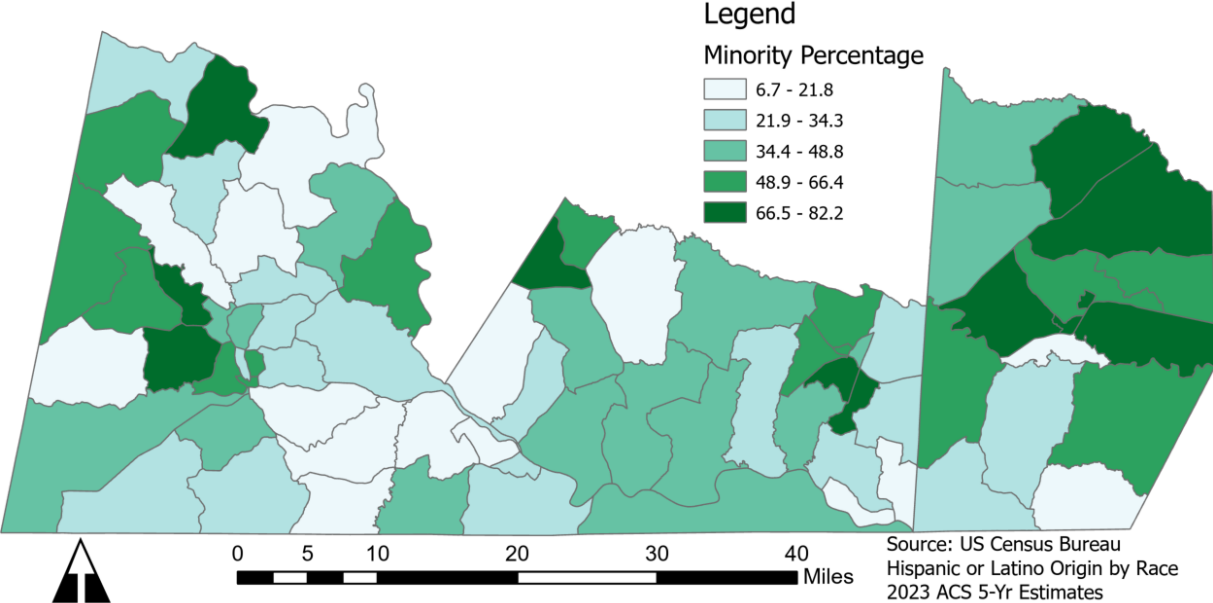 Legend
Minority Percentage
6.7 - 21.8
21.9 - 34.3
34.4 - 48.8
48.9 - 66.4
66.5 - 82.2
0 5 10 20 30 40
Miles
Source: US Census Bureau
Hispanic or Latino Origin by Race
2023 ACS 5-Yr Estimates